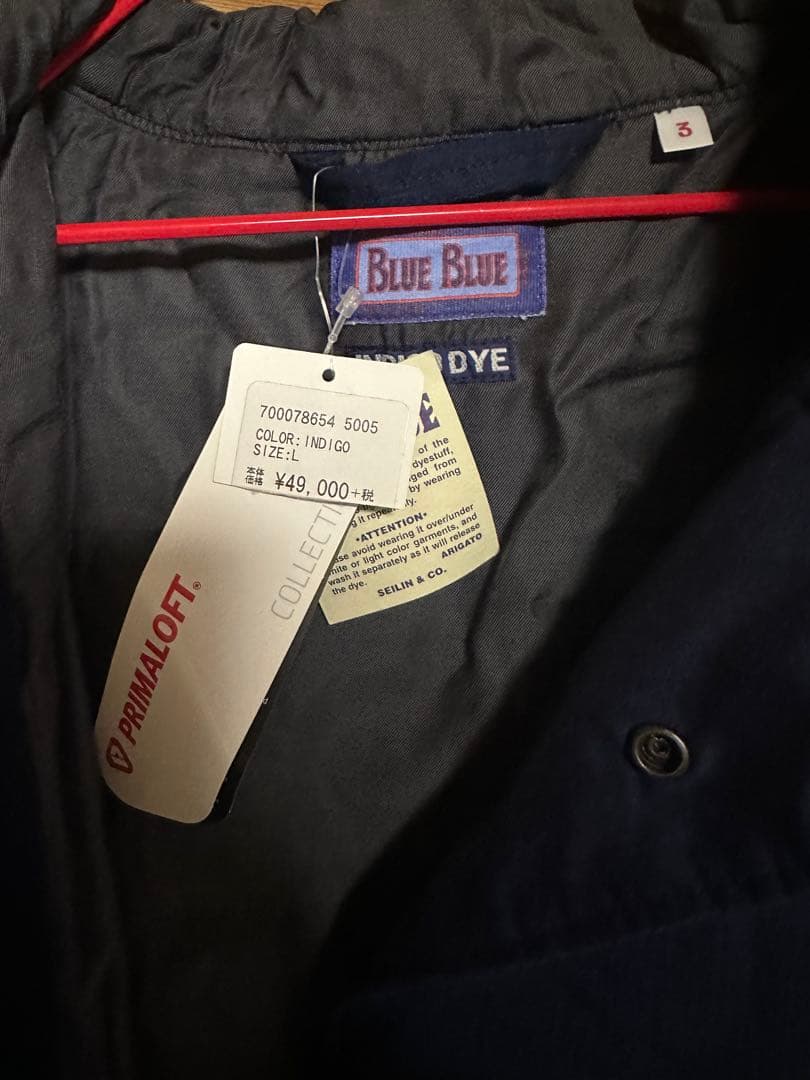 3
BLUE BLUE
DYE
700078654 5005
COLOR:INDIGO
SIZE:L
本体
価格 ¥49,000+税
of the
dyestuff,
from
by wearing
it
•ATTENTION•
avoid wearing it over/under
or light color garments, and
wash it separately as it will release
the dye.
ARIGATO
SEILIN & CO.
PRIMALOFT®